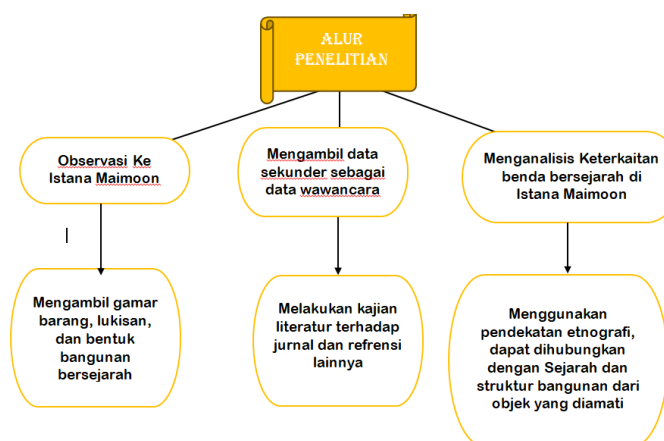 ALUR
PENELITIAN
Observasi Ke
Istana Maimoon
Mengambil data
sekunder sebagai
data wawancara
Menganalisis Keterkaitan
benda bersejarah di
Istana Maimoon
Mengambil gamar
barang, lukisan,
dan bentuk
bangunan
bersejarah
Melakukan kajian
literatur terhadap
jurnal dan refrensi
lainnya
Menggunakan
pendekatan etnografi,
dapat dihubungkan
dengan Sejarah dan
struktur bangunan dari
objek yang diamati